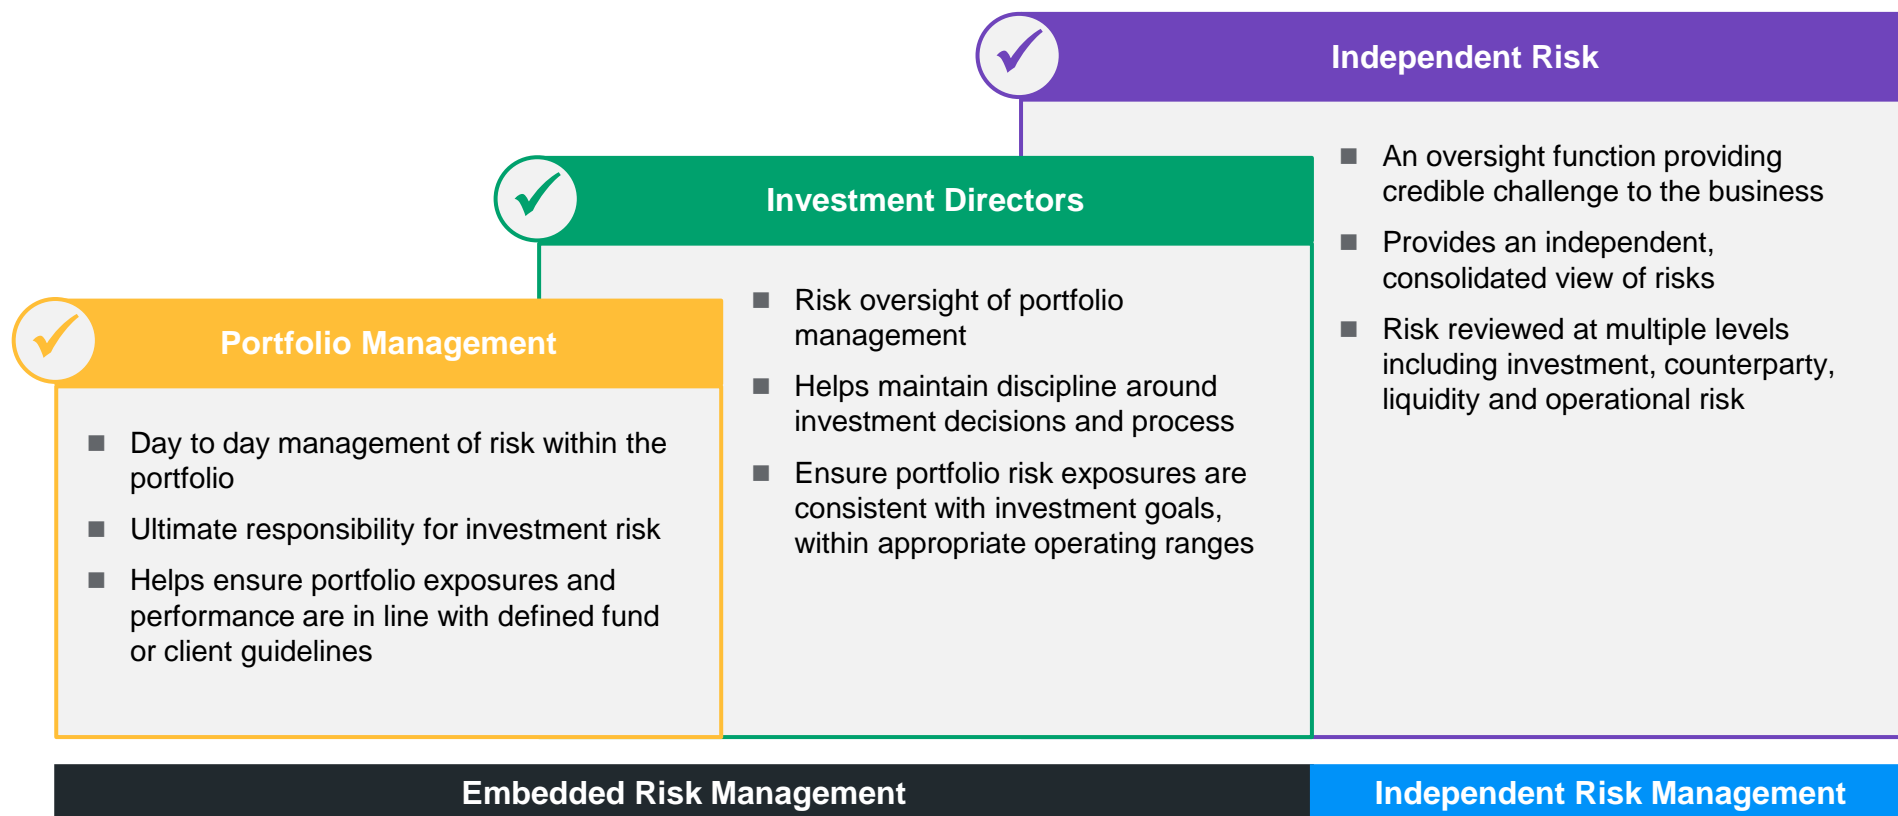 Independent Risk
An oversight function providing
credible challenge to the business
Provides an independent,
consolidated view of risks
Risk reviewed at multiple levels
including investment, counterparty,
liquidity and operational risk
Investment Directors
Risk oversight of portfolio
management
Helps maintain discipline around
investment decisions and process
Ensure portfolio risk exposures are
consistent with investment goals,
within appropriate operating ranges
Portfolio Management
Day to day management of risk within the
portfolio
Ultimate responsibility for investment risk
Helps ensure portfolio exposures and
performance are in line with defined fund
or client guidelines
Embedded Risk Management
Independent Risk Management